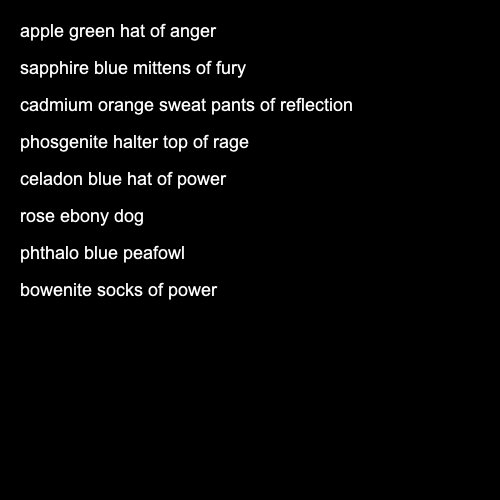 apple green hat of anger
sapphire blue mittens of fury
cadmium orange sweat pants of reflection
phosgenite halter top of rage
celadon blue hat of power
rose ebony dog
phthalo blue peafowl
bowenite socks of power